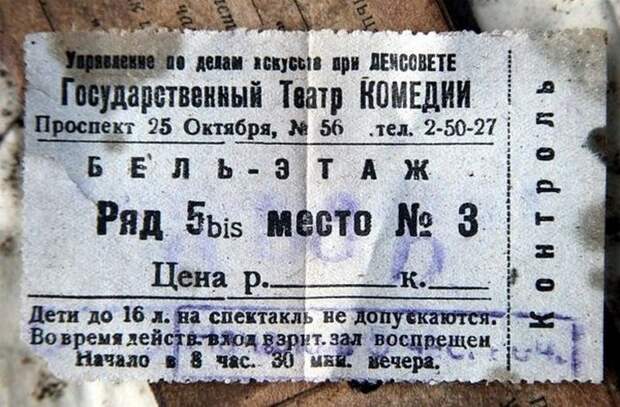 Управление по делам искусств при ЛЕНСОВЕТЕ
Государственный Театр КОМЕДИИ
Проспект 25 Октября, № 56 тел. 2-50-27
БЕЛЬ-ЭТАЖ
Ряд 5bis место № 3
Цена р. к.
Дети до 16 л. на спектакль не допускаются.
Во время действ. вход в зрит. зал воспрещен
Начало в 8 час. 30 мин. вечера.
Контроль